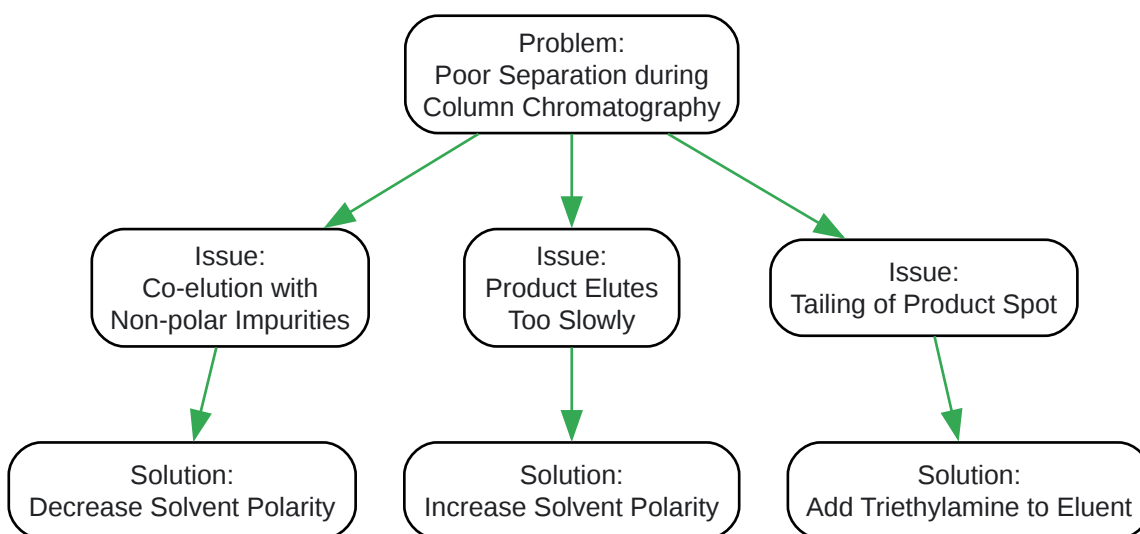 Problem:
Poor Separation during
Column Chromatography
Issue:
Co-elution with
Non-polar Impurities
Issue:
Product Elutes
Too Slowly
Issue:
Tailing of Product Spot
Solution:
Decrease Solvent Polarity
Solution:
Increase Solvent Polarity
Solution:
Add Triethylamine to Eluent